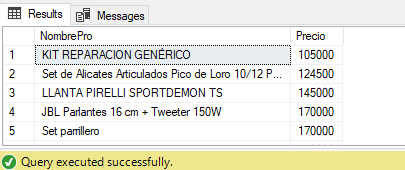 Results Messages
NombrePro Precio
1 KIT REPARACION GENÉRICO 105000
2 Set de Alicates Articulados Pico de Loro 10/12 P... 124500
3 LLANTA PIRELLI SPORTDEMON TS 145000
4 JBL Parlantes 16 cm + Tweeter 150W 170000
5 Set parrillero 170000
Query executed successfully.